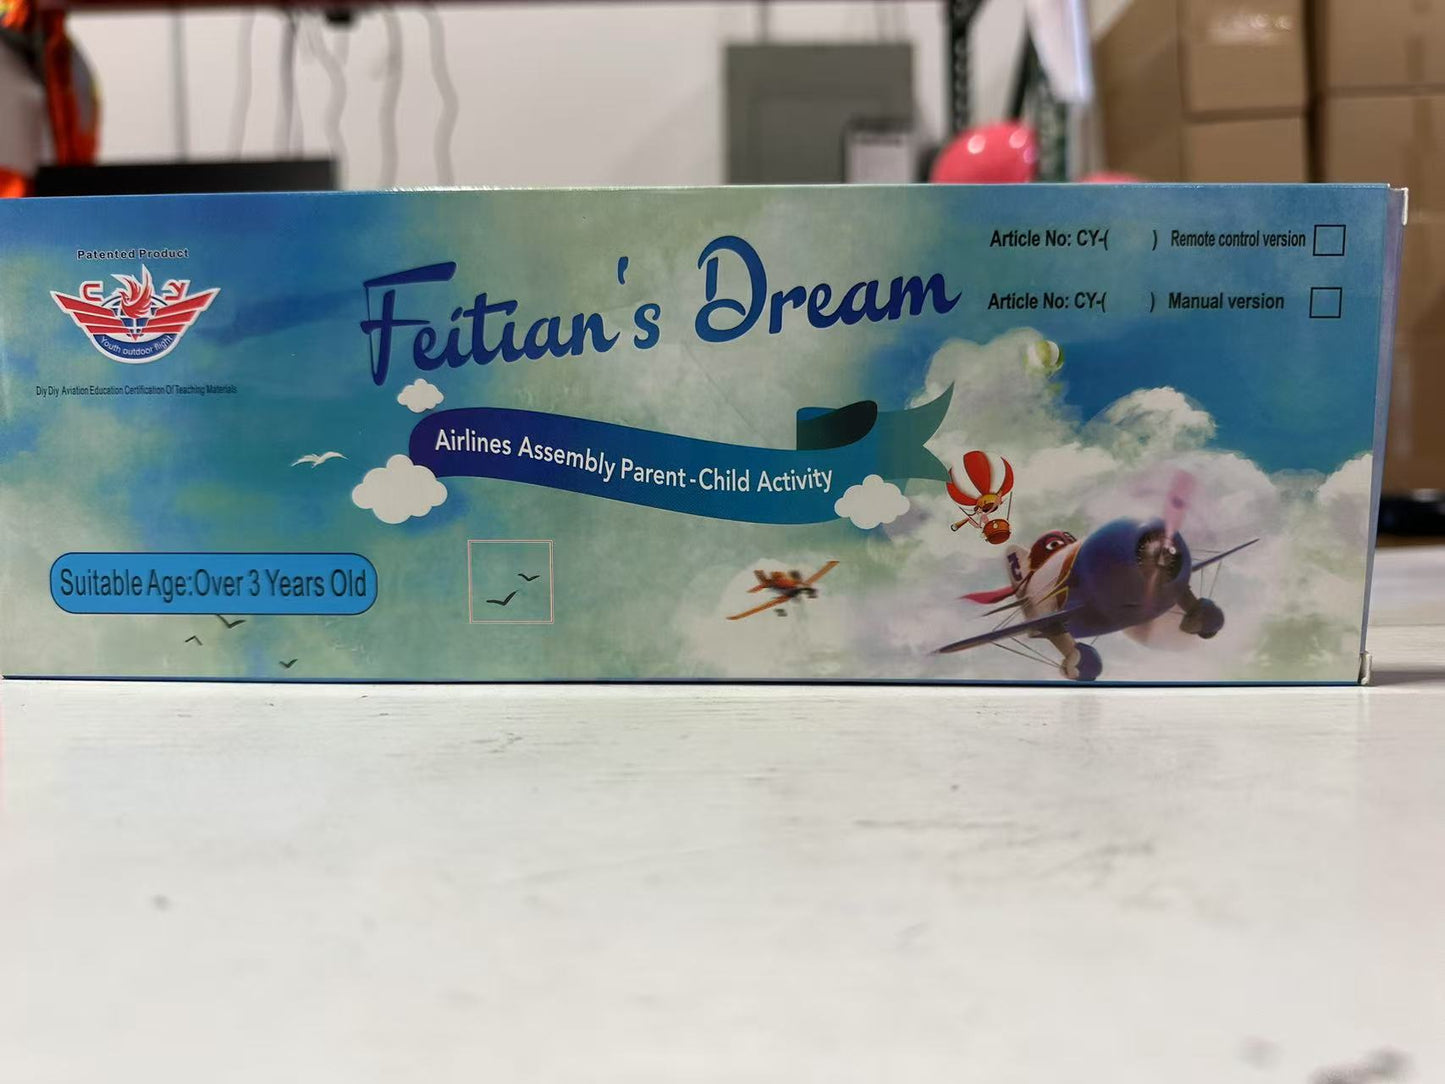 Patented Product
CY
Youth outdoor flight
Diy Diy Aviation Education Certification Of Teaching Materials
Feitian's Dream
Airlines Assembly Parent-Child Activity
Article No: CY-(      ) Remote control version
Article No: CY-(      ) Manual version
Suitable Age:Over 3 Years Old